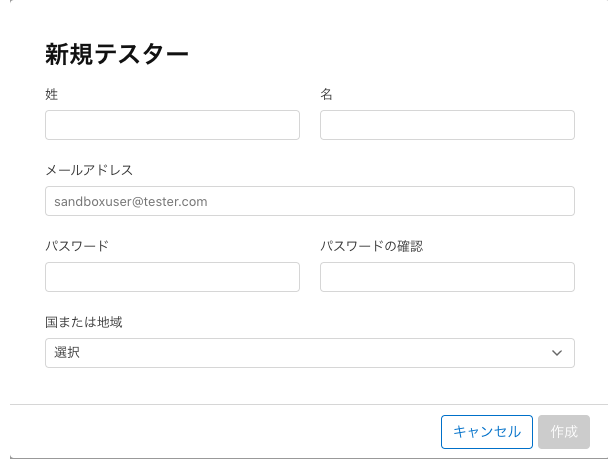 新規テスター
姓 名
メールアドレス
sandboxuser@tester.com
パスワード パスワードの確認
国または地域
選択
キャンセル 作成